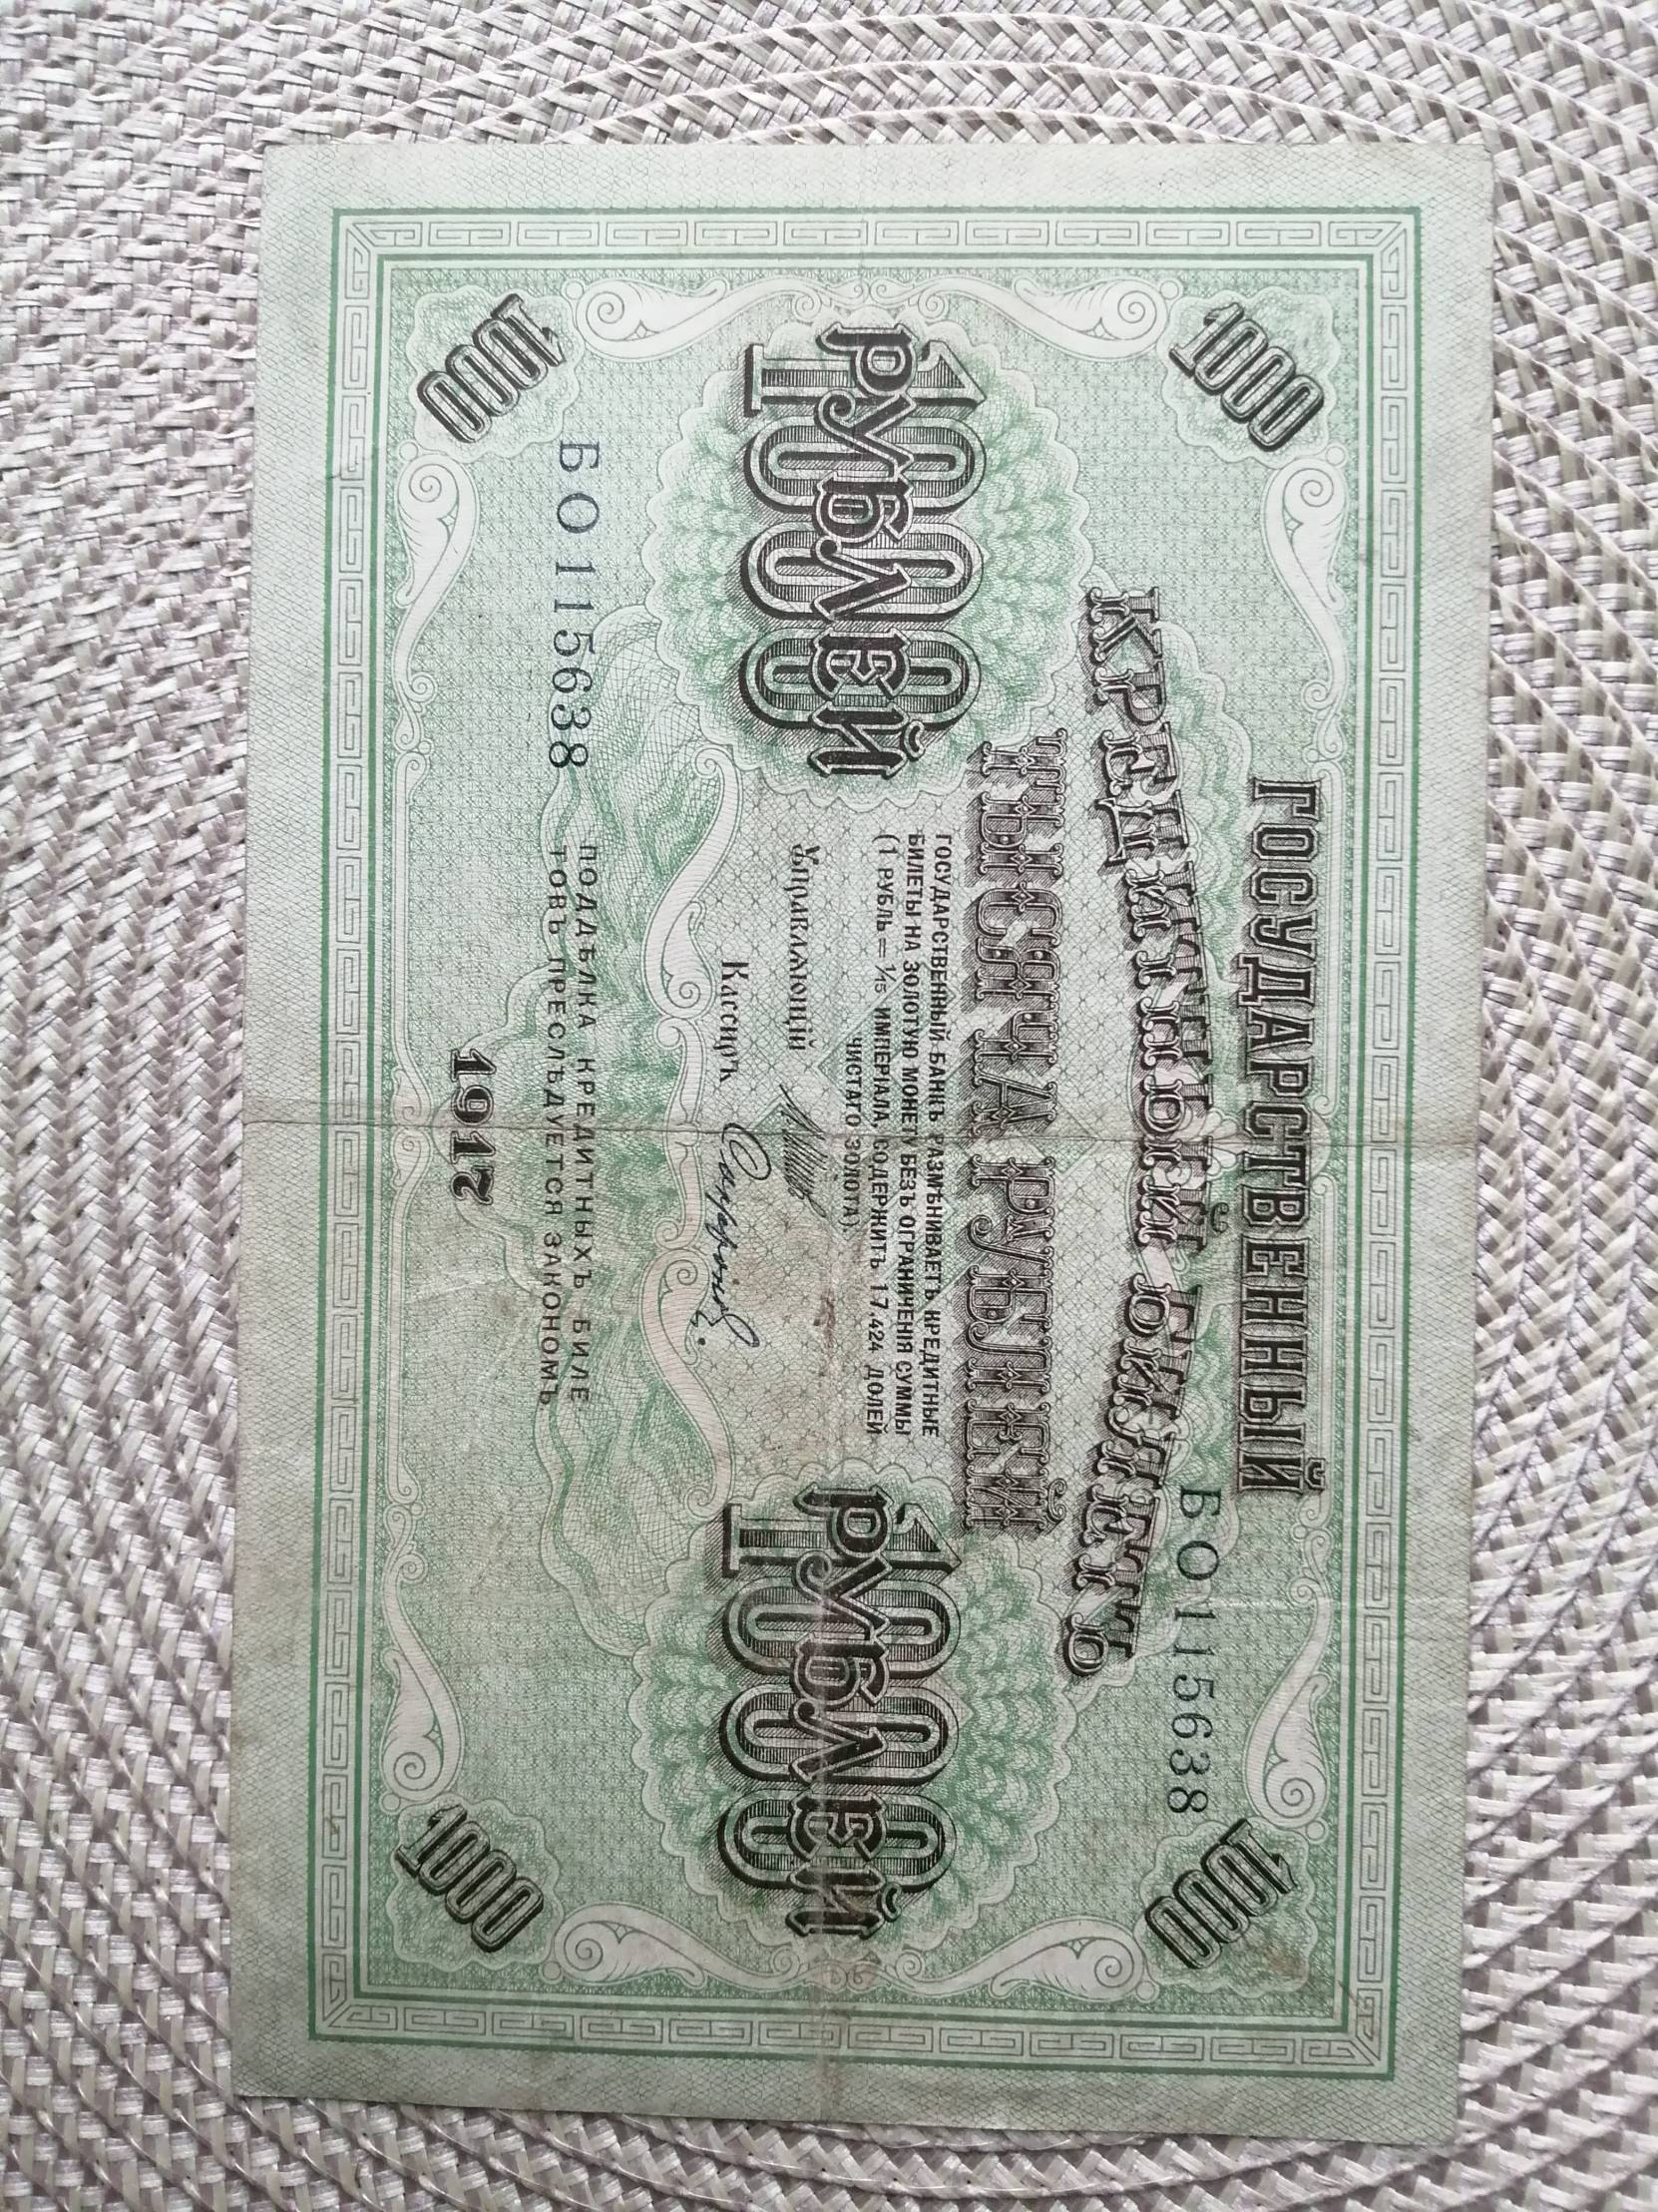 ГОСУДАРСТВЕННЫЙ
КРЕДИТНЫЙ БИЛЕТЪ
1000
1000
БО 115638
ТЫСЯЧА РУБЛЕЙ
1000 РУБЛЕЙ
1000 РУБЛЕЙ
ГОСУДАРСТВЕННЫЙ БАНКЪ РАЗМѢНИВАЕТЪ КРЕДИТНЫЕ
БИЛЕТЫ НА ЗОЛОТУЮ МОНЕТУ БЕЗЪ ОГРАНИЧЕНІЯ СУММЫ
(1 РУБЛЬ = 1/15 ИМПЕРІАЛА, СОДЕРЖИТЪ 17,424 ДОЛЕЙ
ЧИСТАГО ЗОЛОТА).
Управляющій
Кассиръ
БО 115638
ПОДДѢЛКА КРЕДИТНЫХЪ БИЛЕ
ТОВЪ ПРЕСЛѢДУЕТСЯ ЗАКОНОМЪ
1917
1000
1000